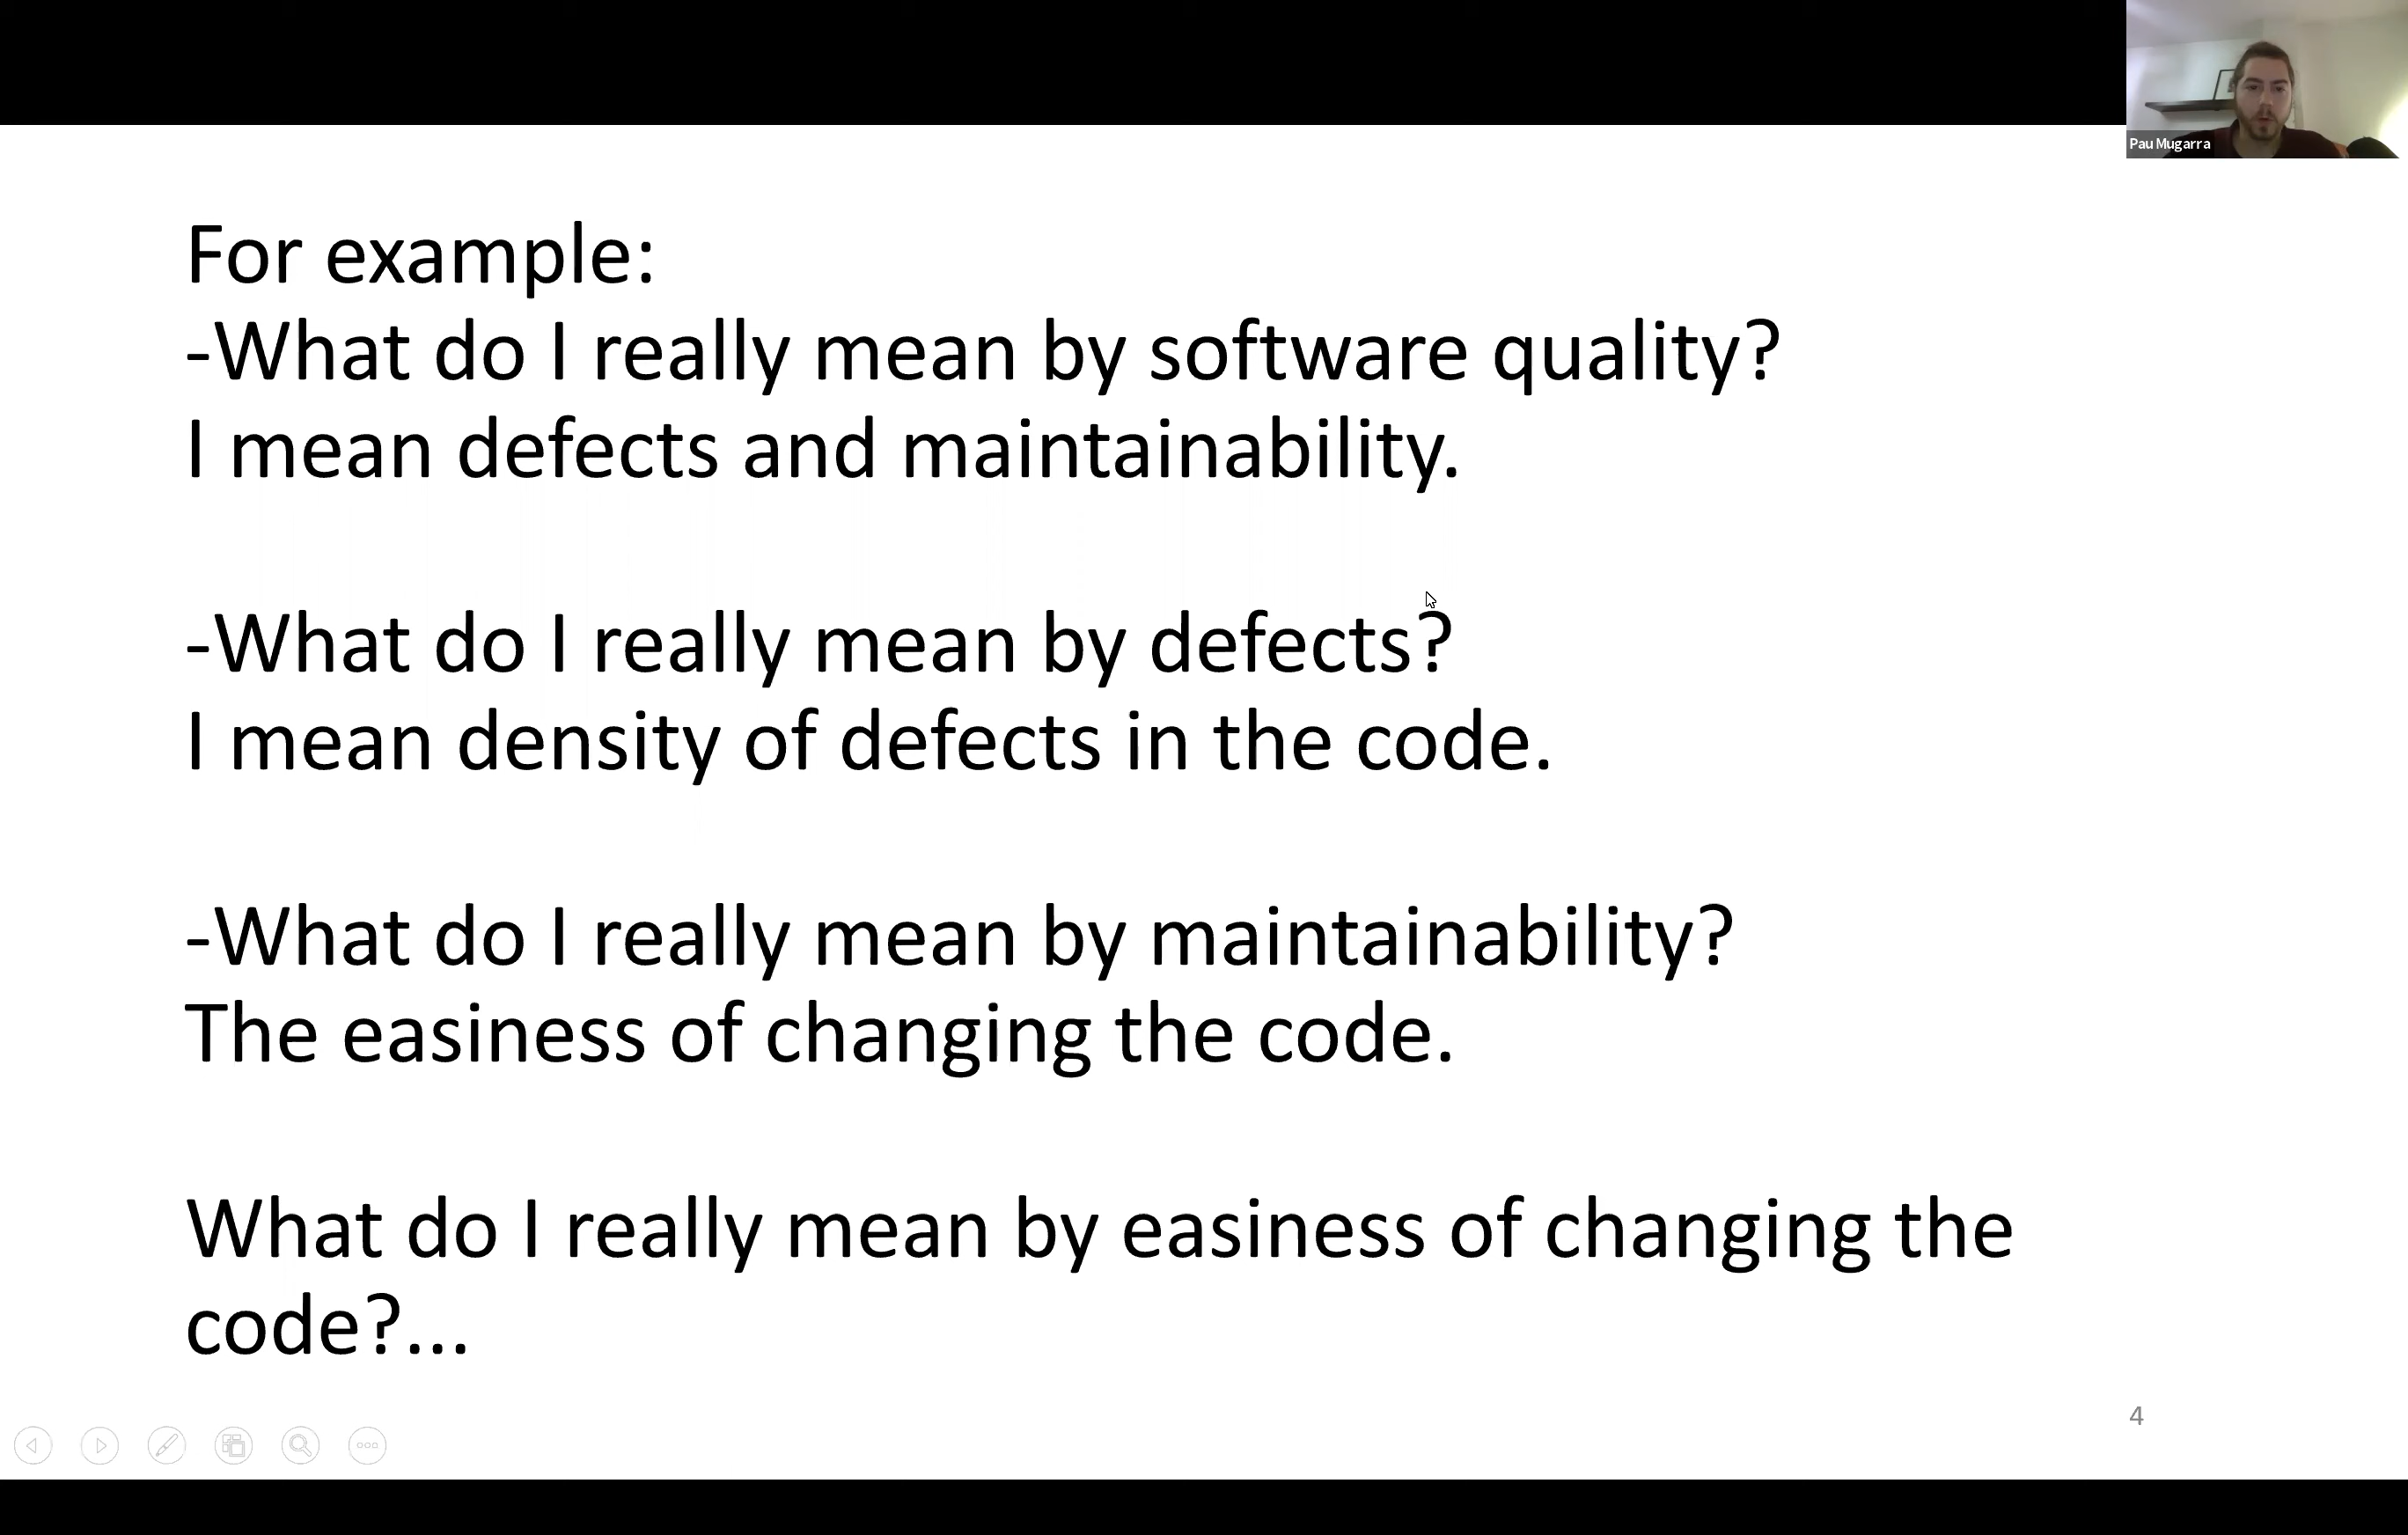 Pau Mugarra
For example:
-What do I really mean by software quality?
I mean defects and maintainability.
-What do I really mean by defects?
I mean density of defects in the code.
-What do I really mean by maintainability?
The easiness of changing the code.
What do I really mean by easiness of changing the
code?...
4